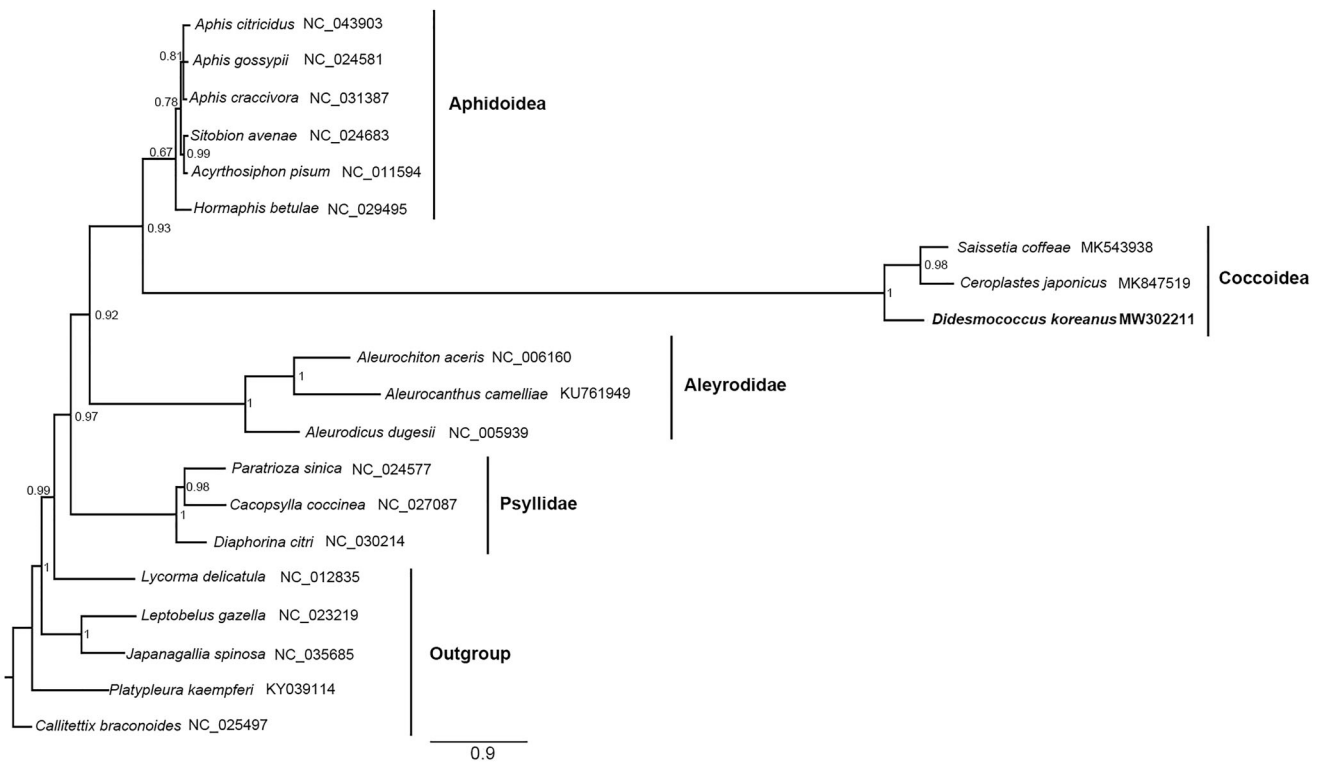 Aphis citricidus NC_043903
0.81
Aphis gossypii NC_024581
Aphis craccivora NC_031387
0.78
Aphidoidea
Sitobion avenae NC_024683
0.67
0.99
Acyrthosiphon pisum NC_011594
Hormaphis betulae NC_029495
0.93
Saissetia coffeae MK543938
0.98
Ceroplastes japonicus MK847519
Coccoidea
1
Didesmococcus koreanus MW302211
0.92
Aleurochiton aceris NC_006160
1
Aleurocanthus camelliae KU761949
Aleyrodidae
1
Aleurodicus dugesii NC_005939
0.97
Paratrioza sinica NC_024577
0.98
0.99
Cacopsylla coccinea NC_027087
Psyllidae
1
Diaphorina citri NC_030214
1
Lycorma delicatula NC_012835
Leptobelus gazella NC_023219
1
Japanagallia spinosa NC_035685
Outgroup
Platypleura kaempferi KY039114
Callitettix braconoides NC_025497
0.9